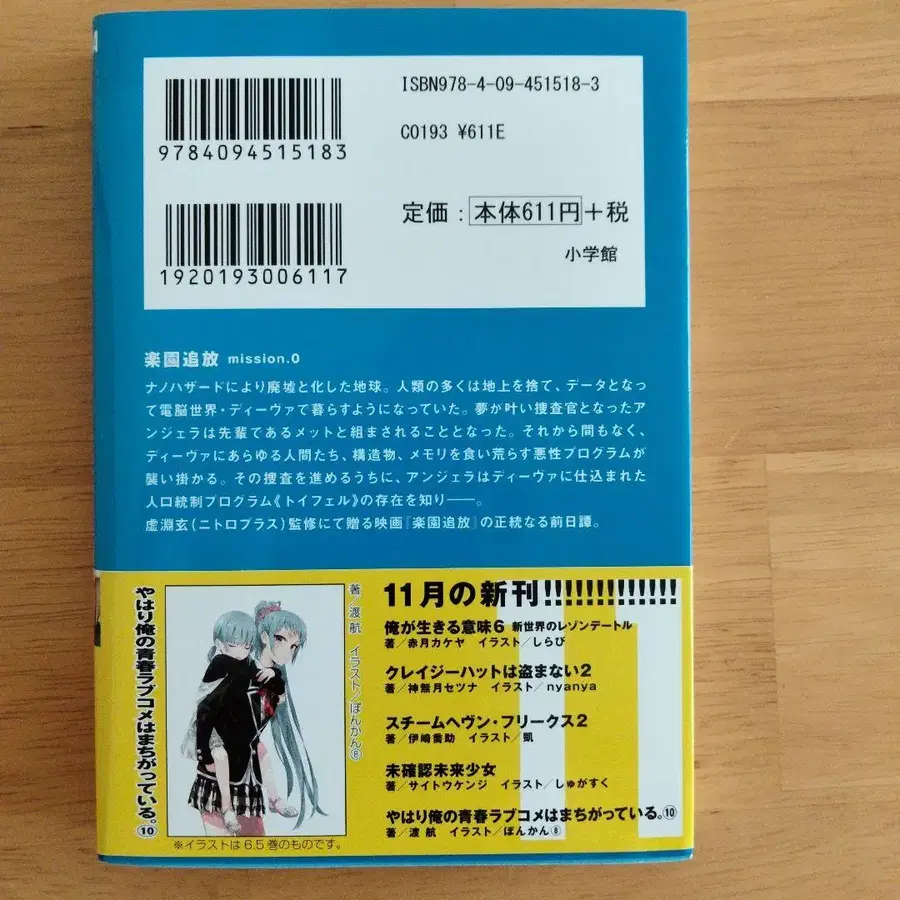 ISBN978-4-09-451518-3
C0193 ¥611E
9784094515183
定価：本体611円＋税
小学館
1920193006117
楽園追放 mission.0
ナノハザードにより廃墟と化した地球。人類の多くは地上を捨て、データとなっ
て電脳世界・ディーヴァで暮らすようになっていた。夢が叶い捜査官となったア
ンジェラは先輩であるメットと組まされることとなった。それから間もなく、
ディーヴァにあらゆる人間たち、構造物、メモリを食い荒らす悪性プログラムが
襲い掛かる。その捜査を進めるうちに、アンジェラはディーヴァに仕込まれた
人口統制プログラム《トイフェル》の存在を知り――。
虚淵玄（ニトロプラス）監修にて贈る映画『楽園追放』の正統なる前日譚。
やはり俺の青春ラブコメはまちがっている。⑩
著／渡 航 イラスト／ぽんかん⑧
※イラストは6.5巻のものです。
11月の新刊!!!!!!!!!!!!!
俺が生きる意味6 新世界のレゾンデートル
著／赤月カケヤ イラスト／しらび
クレイジーハットは盗まない2
著／神無月セツナ イラスト／nyanya
スチームヘヴン・フリークス2
著／伊崎喬助 イラスト／凱
未確認未来少女
著／サイトウケンジ イラスト／しゅがすく
やはり俺の青春ラブコメはまちがっている。⑩
著／渡 航 イラスト／ぽんかん⑧
11